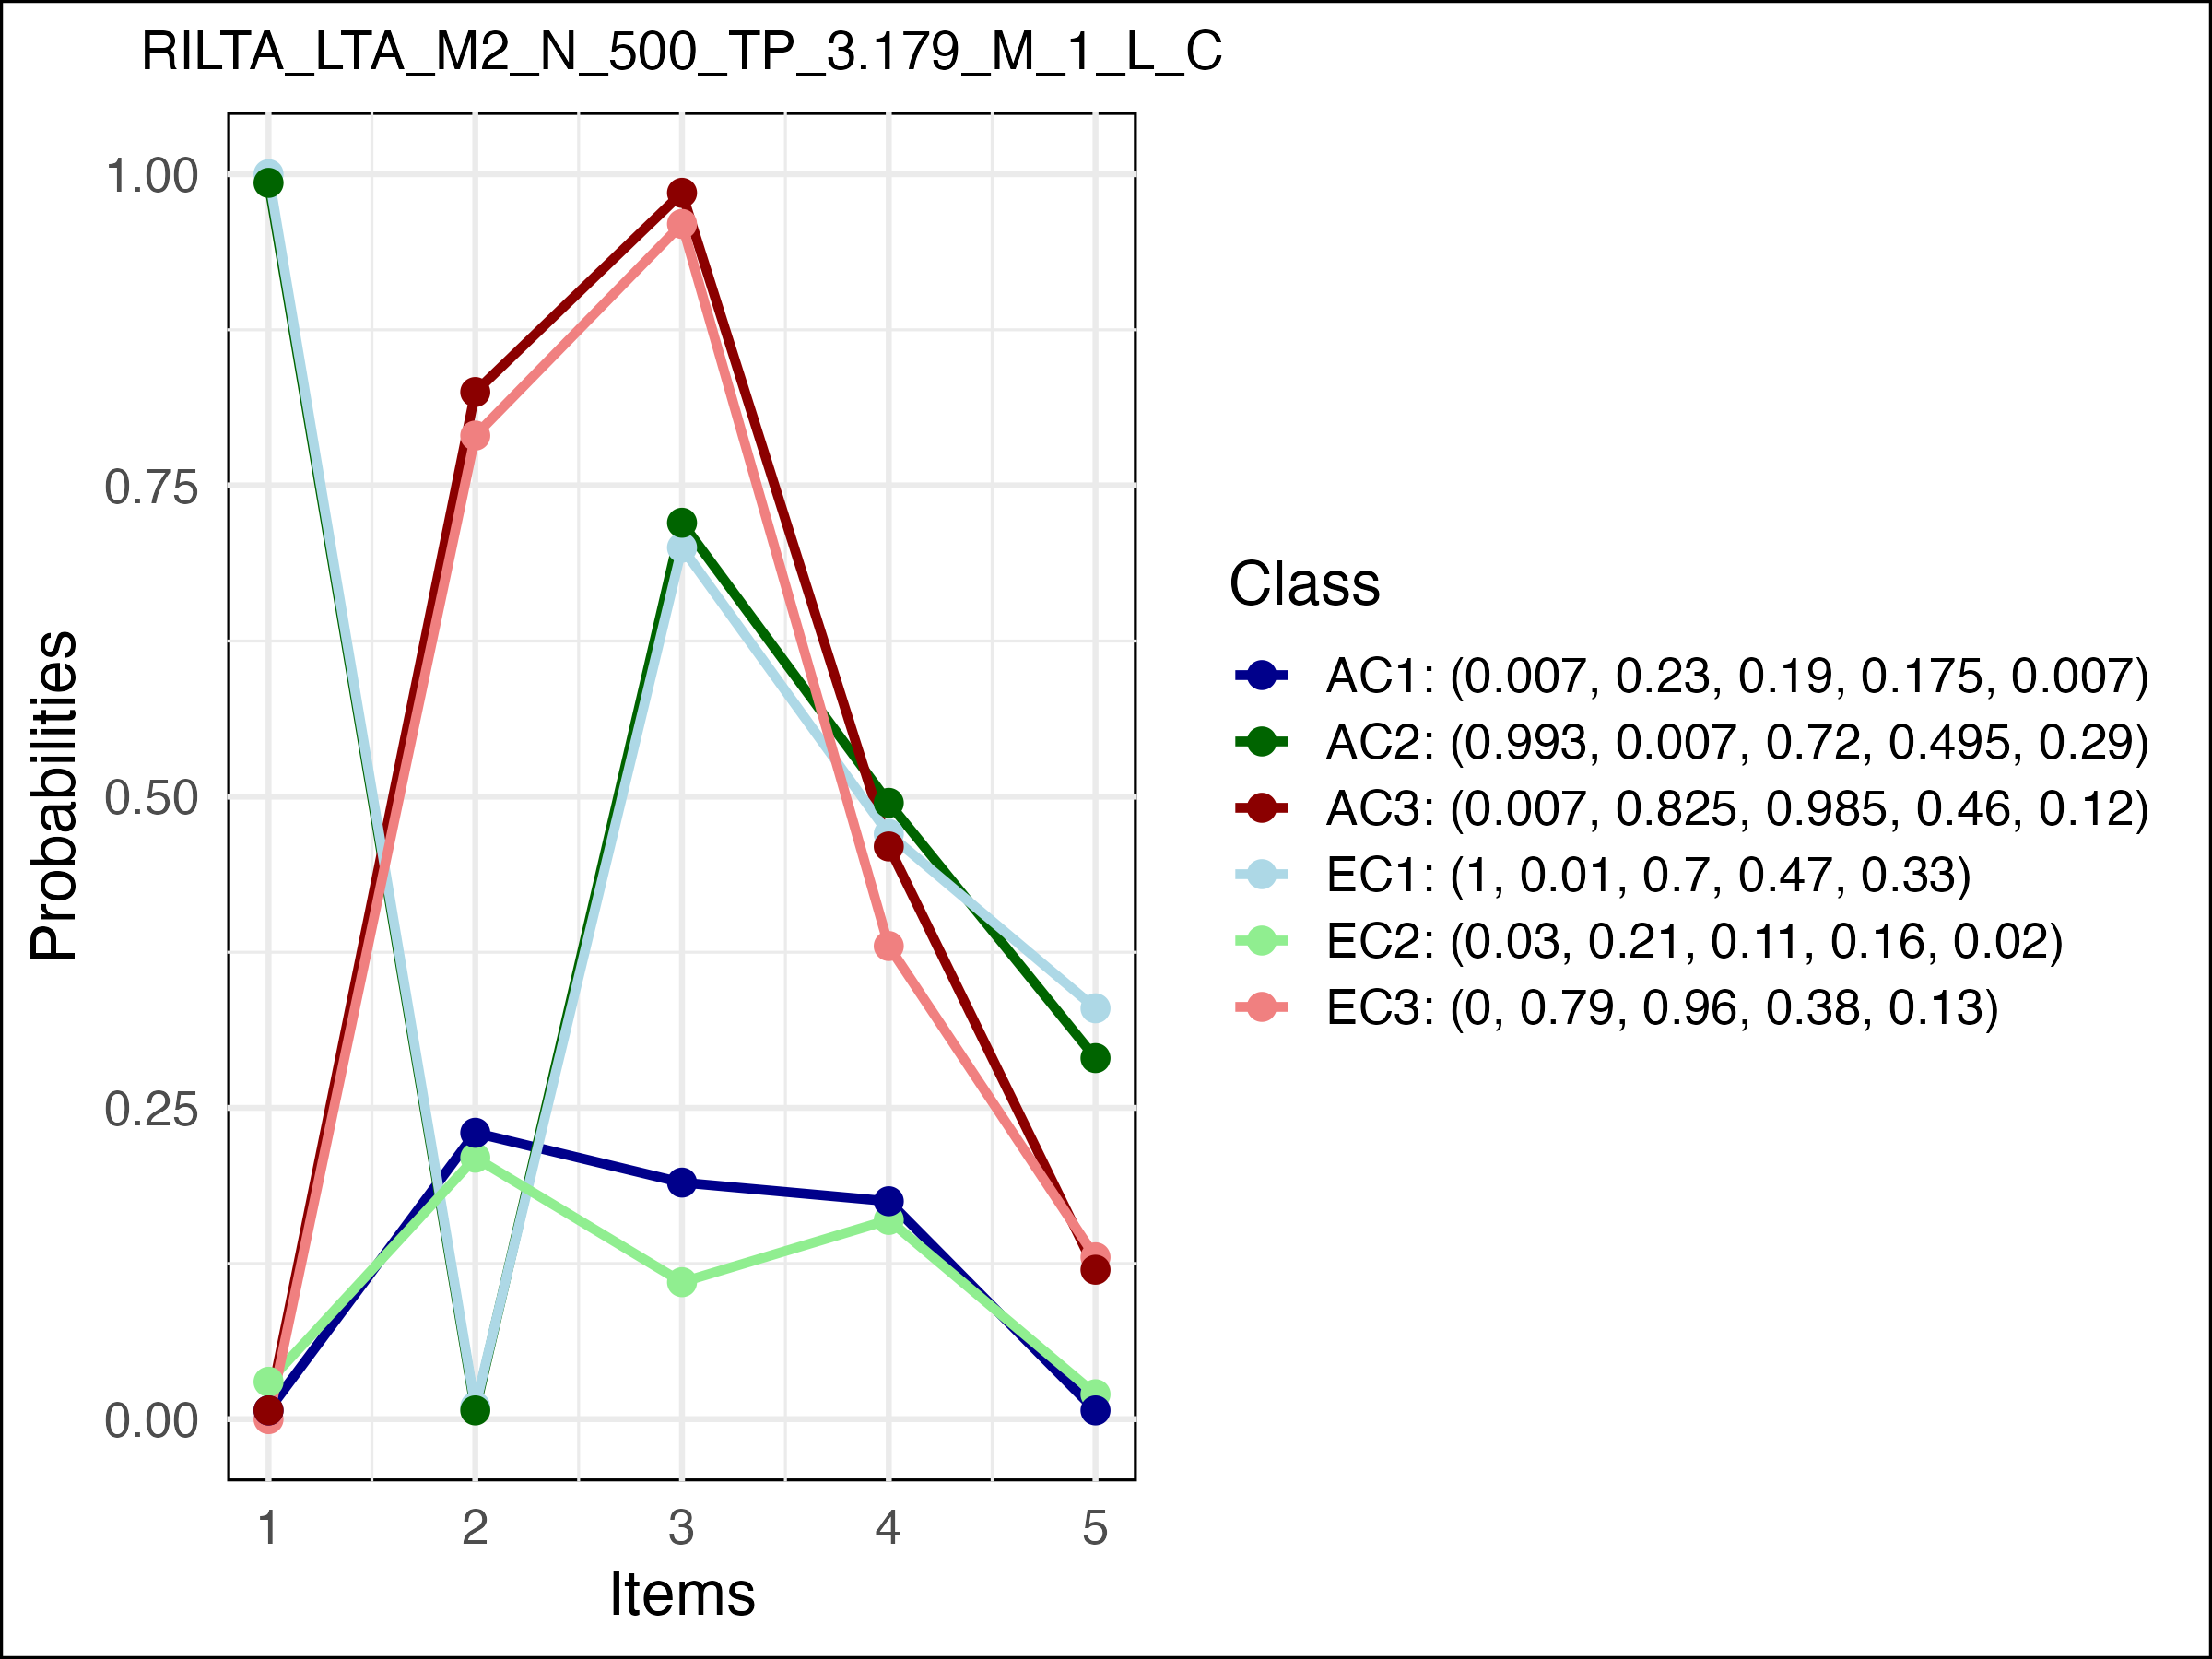 RILTA_LTA_M2_N_500_TP_3.179_M_1_L_C
1.00
0.75
0.50
0.25
0.00
Probabilities
1 2 3 4 5
Items
Class
AC1: (0.007, 0.23, 0.19, 0.175, 0.007)
AC2: (0.993, 0.007, 0.72, 0.495, 0.29)
AC3: (0.007, 0.825, 0.985, 0.46, 0.12)
EC1: (1, 0.01, 0.7, 0.47, 0.33)
EC2: (0.03, 0.21, 0.11, 0.16, 0.02)
EC3: (0, 0.79, 0.96, 0.38, 0.13)